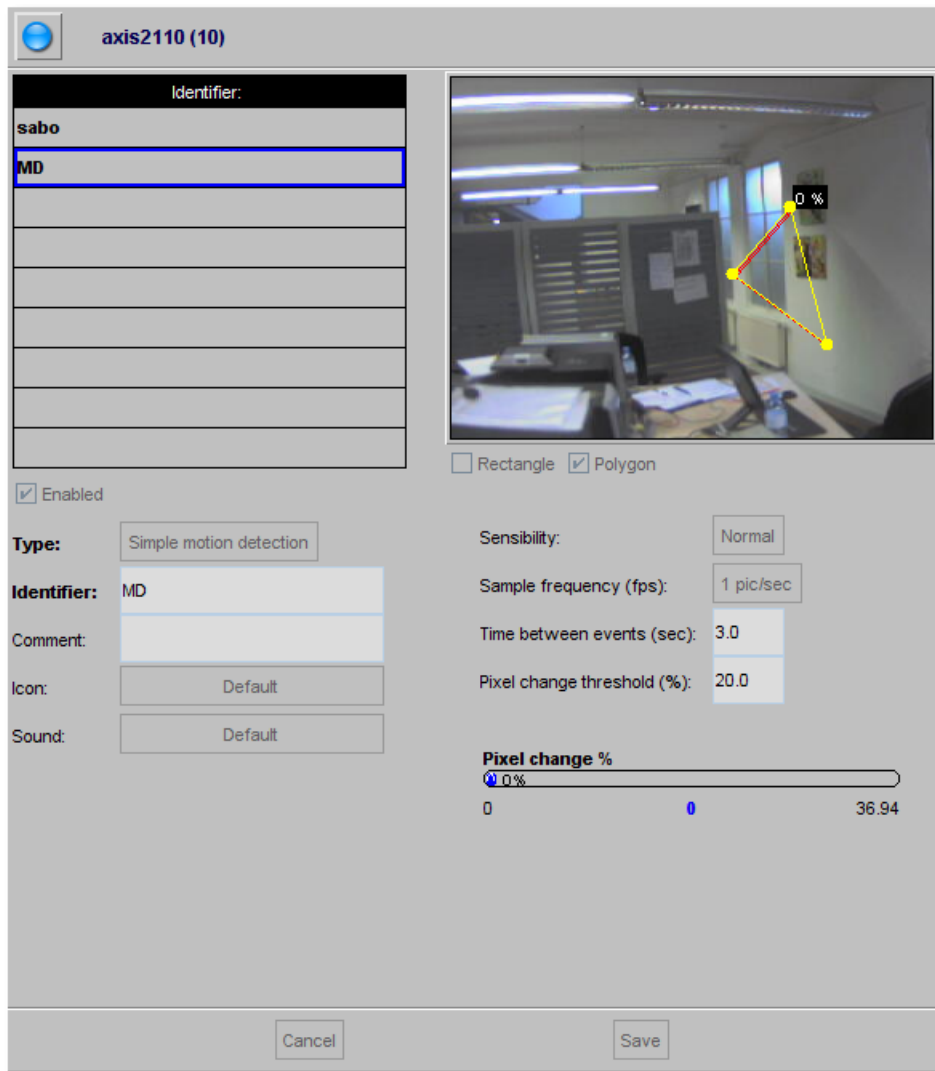 axis2110 (10)
Identifier:
sabo
MD
0 %
Rectangle Polygon
Enabled
Type: Simple motion detection
Identifier: MD
Comment:
Icon: Default
Sound: Default
Sensibility: Normal
Sample frequency (fps): 1 pic/sec
Time between events (sec): 3.0
Pixel change threshold (%): 20.0
Pixel change %
0%
0 0 36.94
Cancel Save